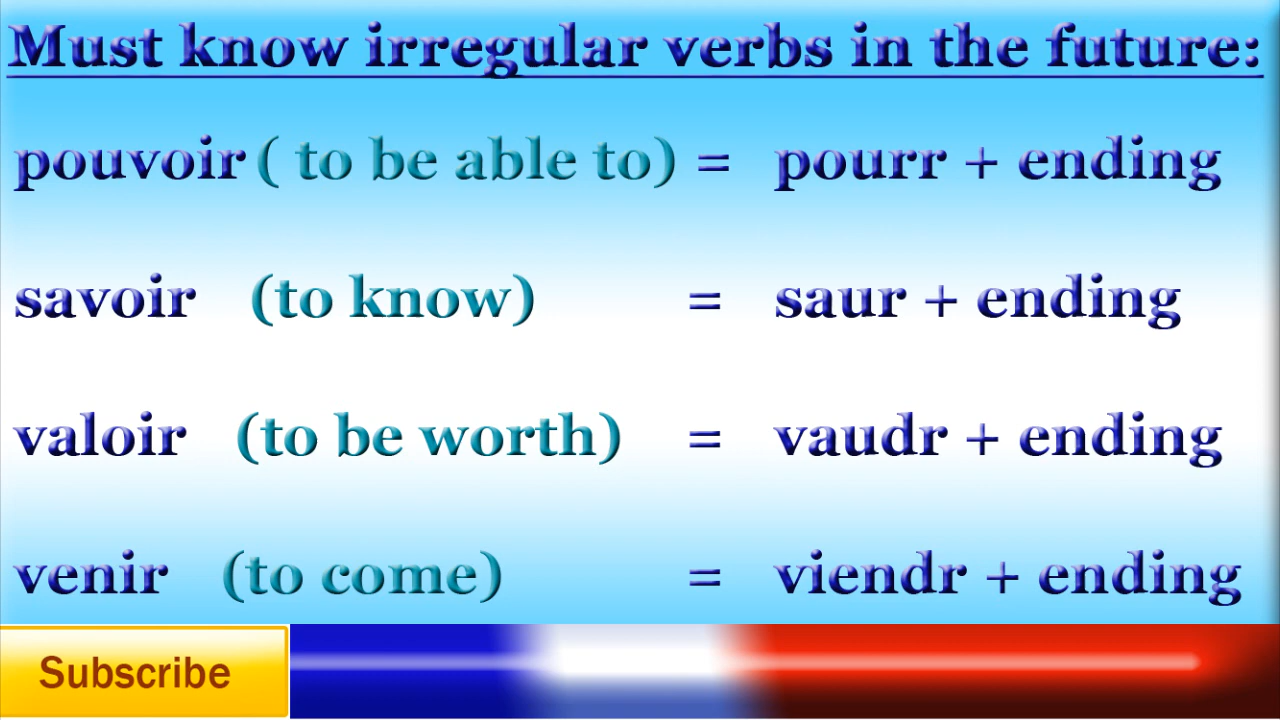 Must know irregular verbs in the future:
pouvoir ( to be able to) = pourr + ending
savoir (to know) = saur + ending
valoir (to be worth) = vaudr + ending
venir (to come) = viendr + ending
Subscribe